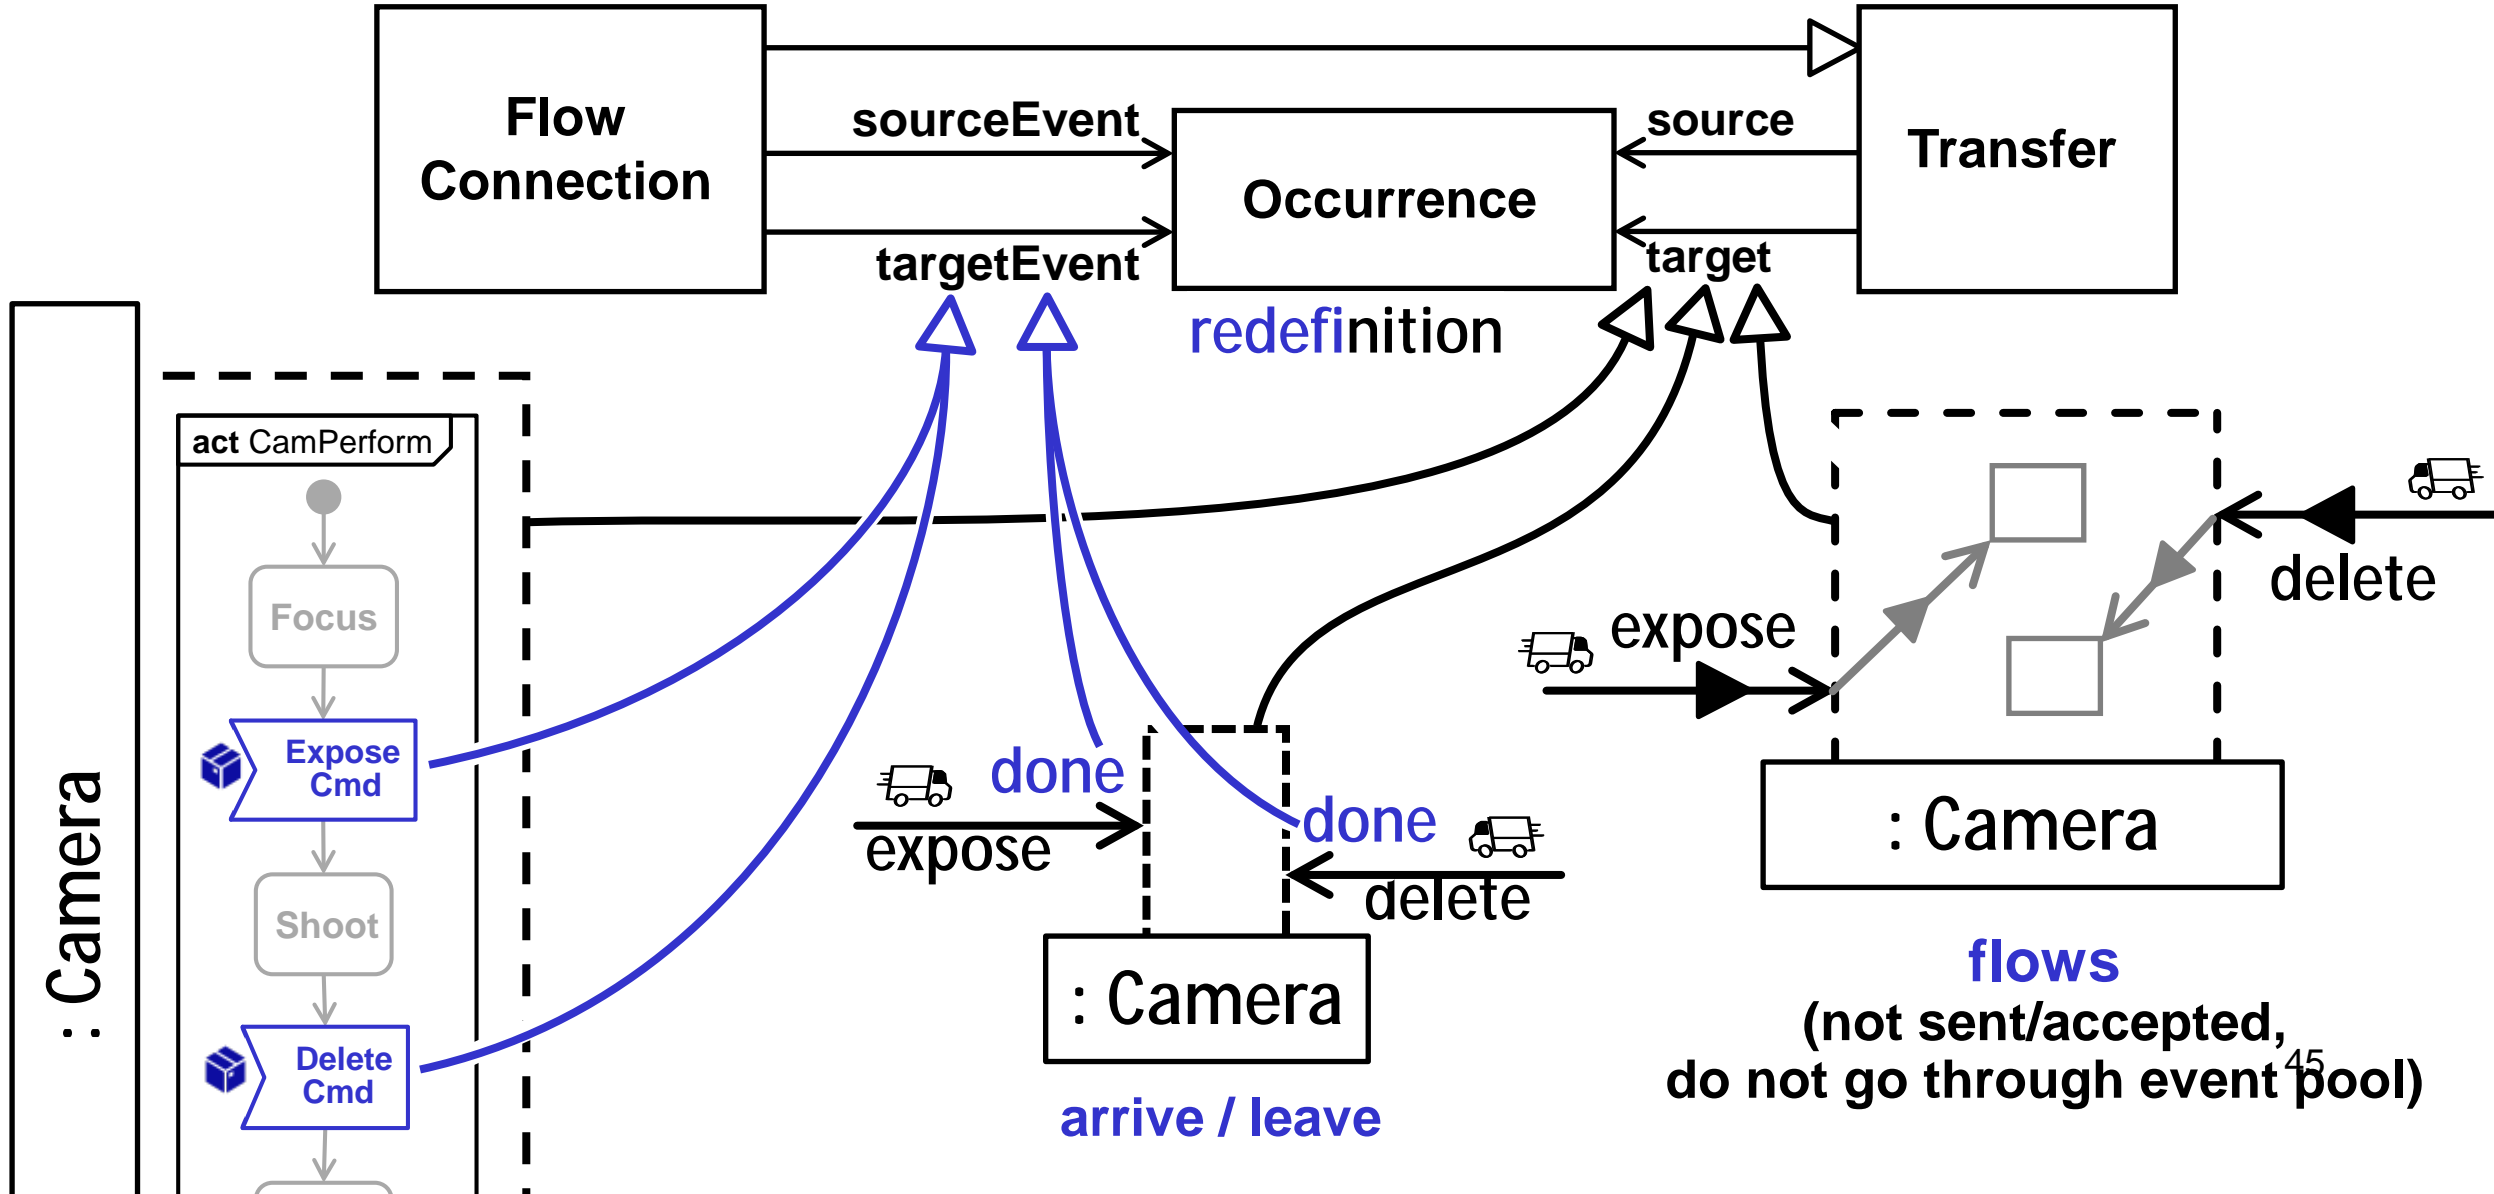 Flow
Connection
sourceEvent
targetEvent
Occurrence
source
target
Transfer
redefinition
: Camera
act CamPerform
Focus
Expose
Cmd
Shoot
Delete
Cmd
done
expose
done
delete
: Camera
arrive / leave
expose
delete
: Camera
flows
(not sent/accepted,
do not go through event pool)
45